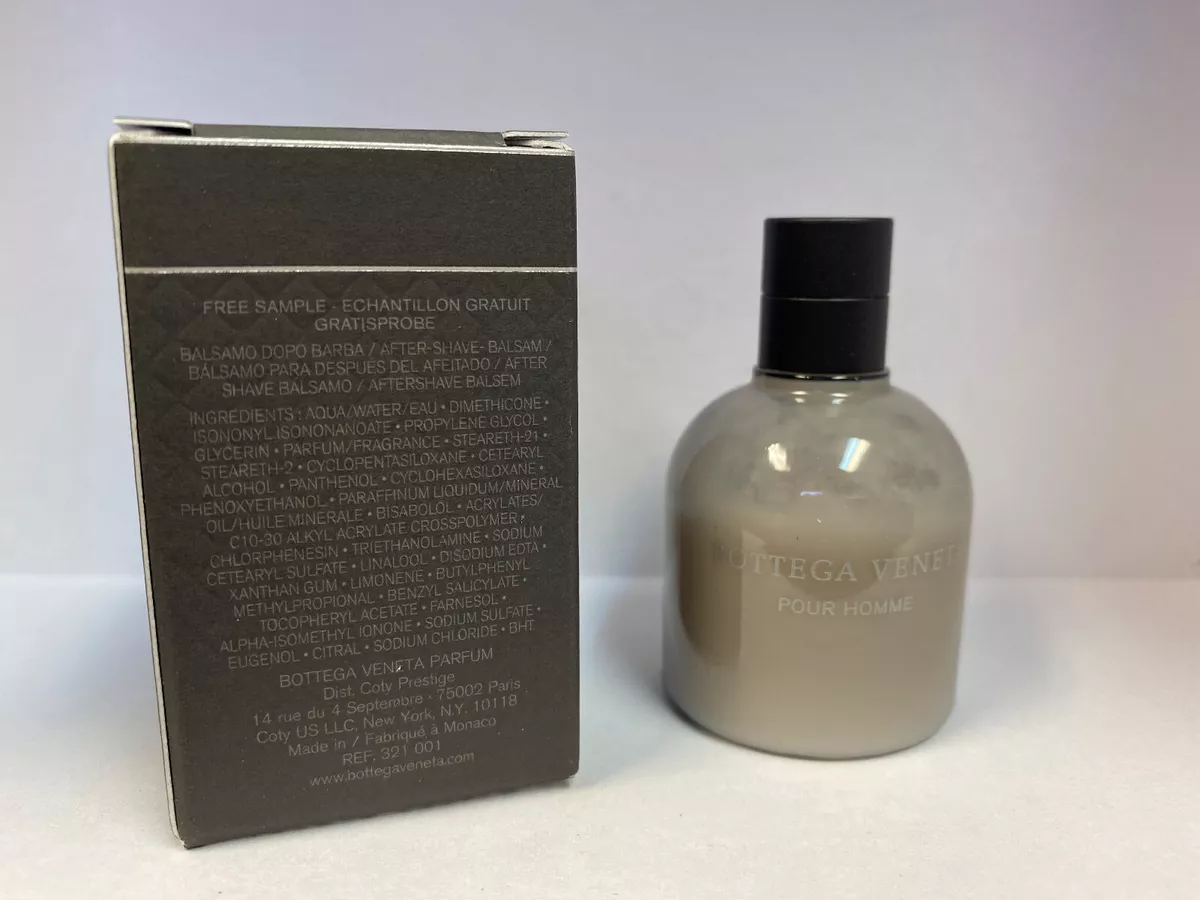 FREE SAMPLE - ECHANTILLON GRATUIT
GRATISPROBE
BALSAMO DOPO BARBA / AFTER-SHAVE-BALSAM /
BÁLSAMO PARA DESPUES DEL AFEITADO / AFTER
SHAVE BALSAMO / AFTERSHAVE BALSEM
INGREDIENTS : AQUA/WATER/EAU • DIMETHICONE •
ISONONYL ISONONANOATE • PROPYLENE GLYCOL •
GLYCERIN • PARFUM/FRAGRANCE • STEARETH-21 •
STEARETH-2 • CYCLOPENTASILOXANE • CETEARYL
ALCOHOL • PANTHENOL • CYCLOHEXASILOXANE •
PHENOXYETHANOL • PARAFFINUM LIQUIDUM/MINERAL
OIL/HUILE MINERALE • BISABOLOL • ACRYLATES/
C10-30 ALKYL ACRYLATE CROSSPOLYMER •
CHLORPHENESIN • TRIETHANOLAMINE • SODIUM
CETEARYL SULFATE • LINALOOL • DISODIUM EDTA •
XANTHAN GUM • LIMONENE • BUTYLPHENYL
METHYLPROPIONAL • BENZYL SALICYLATE •
TOCOPHERYL ACETATE • FARNESOL •
ALPHA-ISOMETHYL IONONE • SODIUM SULFATE •
EUGENOL • CITRAL • SODIUM CHLORIDE • BHT.
BOTTEGA VENETA PARFUM
Dist. Coty Prestige
14 rue du 4 Septembre - 75002 Paris
Coty US LLC, New York, N.Y. 10118
Made in / Fabriqué à Monaco
REF. 321 001
www.bottegaveneta.com
BOTTEGA VENETA
POUR HOMME